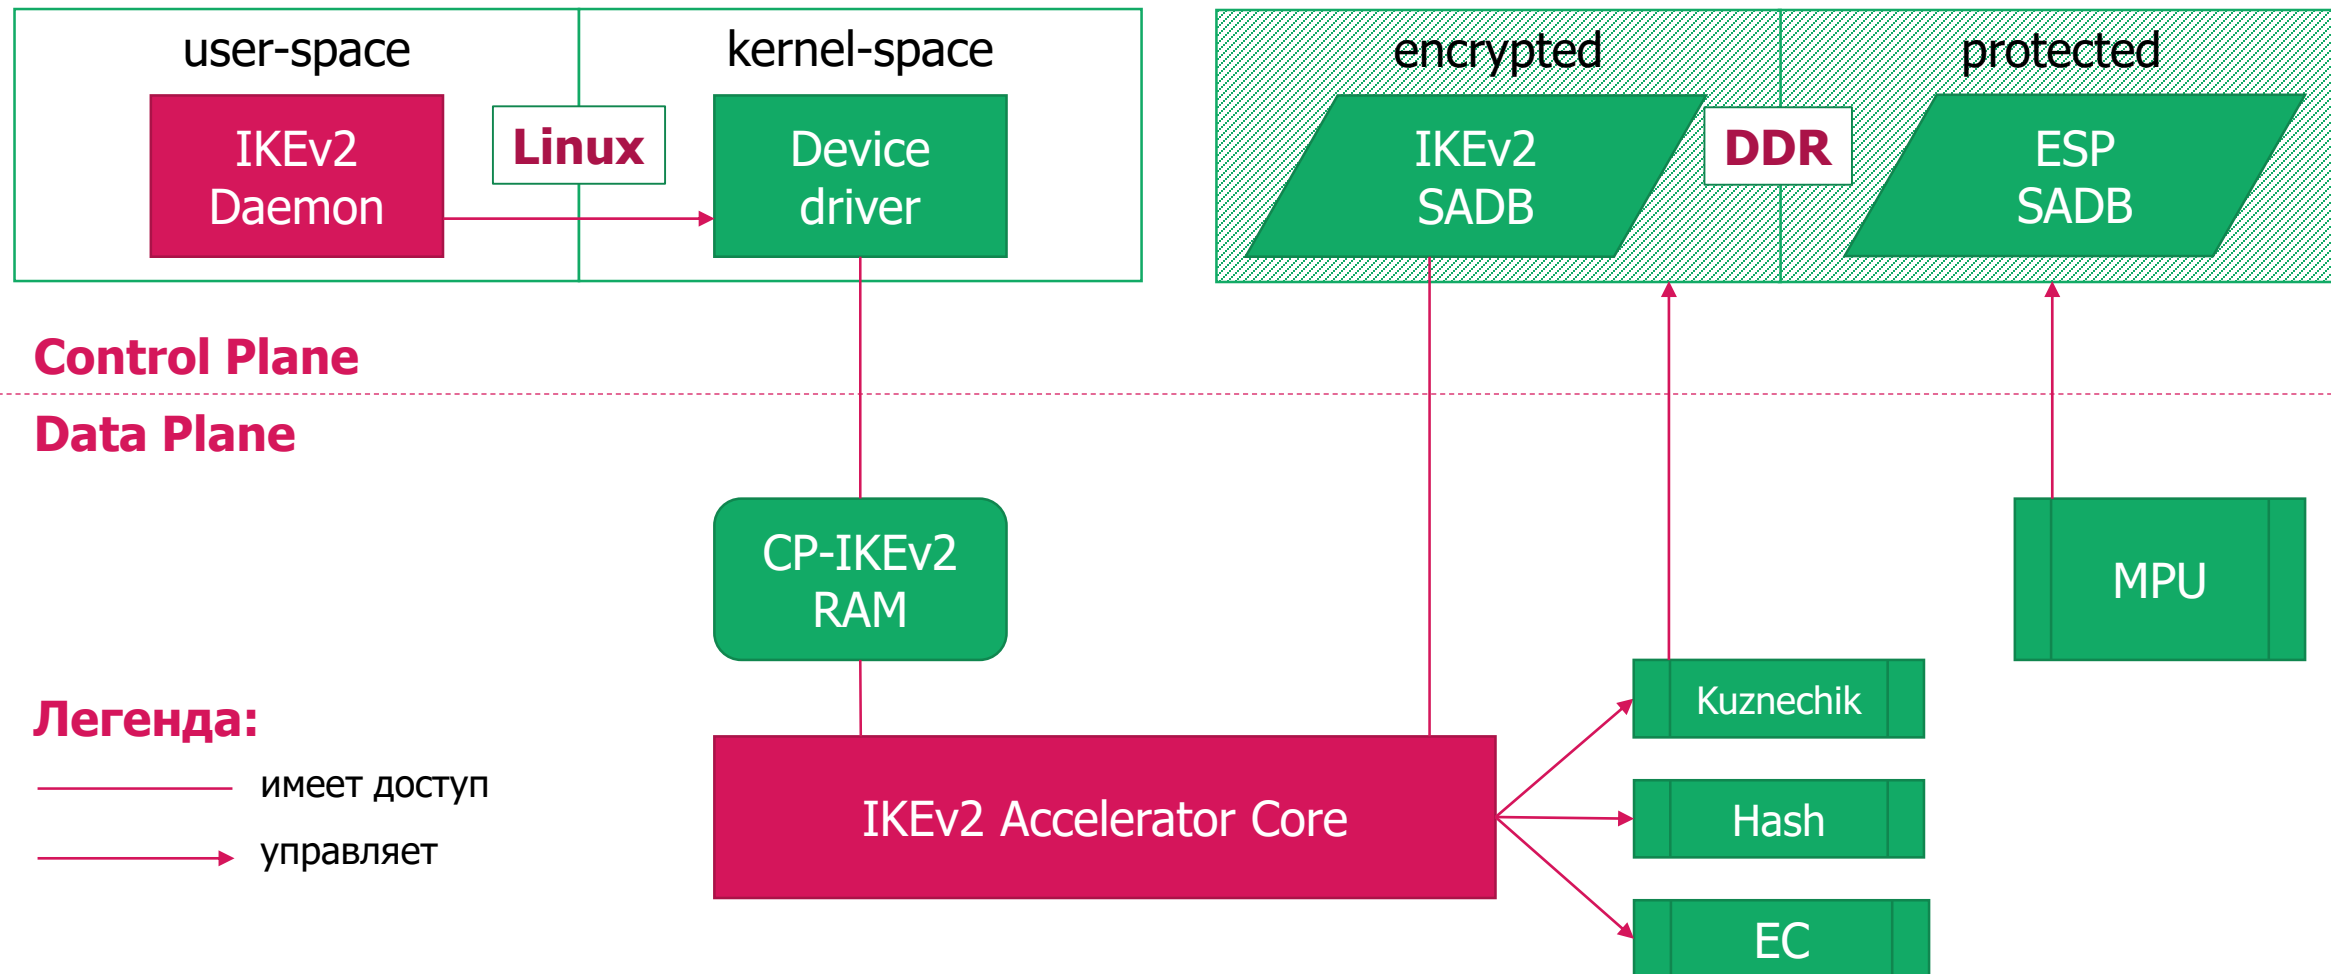 user-space
kernel-space
encrypted
protected
IKEv2
Daemon
Linux
Device
driver
IKEv2
SADB
DDR
ESP
SADB
Control Plane
Data Plane
CP-IKEv2
RAM
MPU
Kuznechik
Легенда:
имеет доступ
управляет
IKEv2 Accelerator Core
Hash
EC